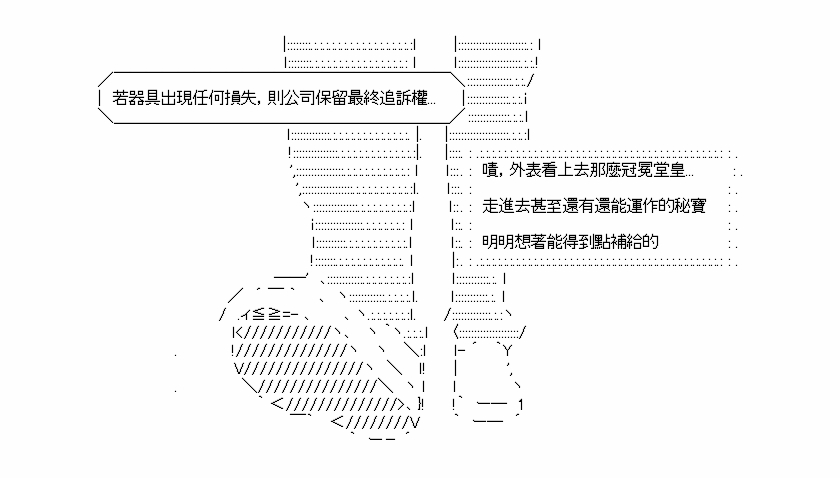 若器具出現任何損失，則公司保留最終追訴權...
嘖，外表看上去那麼冠冕堂皇...
走進去甚至還有還能運作的秘寶
明明想著能得到點補給的